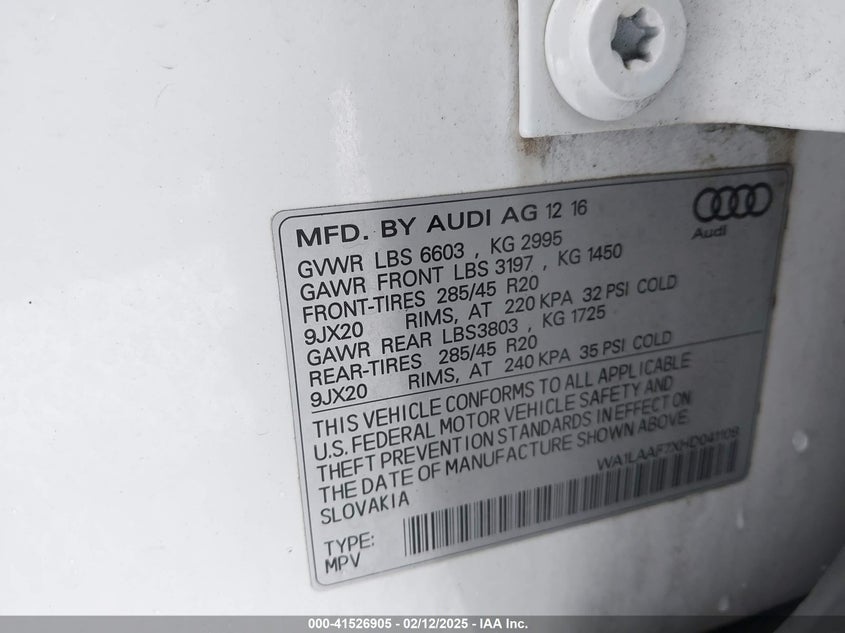 Audi
MFD. BY AUDI AG 12 16
GVWR LBS 6603 , KG 2995
GAWR FRONT LBS 3197 , KG 1450
FRONT-TIRES 285/45 R20
9JX20 RIMS, AT 220 KPA 32 PSI COLD
GAWR REAR LBS3803 , KG 1725
REAR-TIRES 285/45 R20
9JX20 RIMS, AT 240 KPA 35 PSI COLD
THIS VEHICLE CONFORMS TO ALL APPLICABLE
U.S. FEDERAL MOTOR VEHICLE SAFETY AND
THEFT PREVENTION STANDARDS IN EFFECT ON
THE DATE OF MANUFACTURE SHOWN ABOVE.
SLOVAKIA
WA1LAAF7XHD041109
TYPE:
MPV
000-41526905 / 02/12/2025 - IAA Inc.